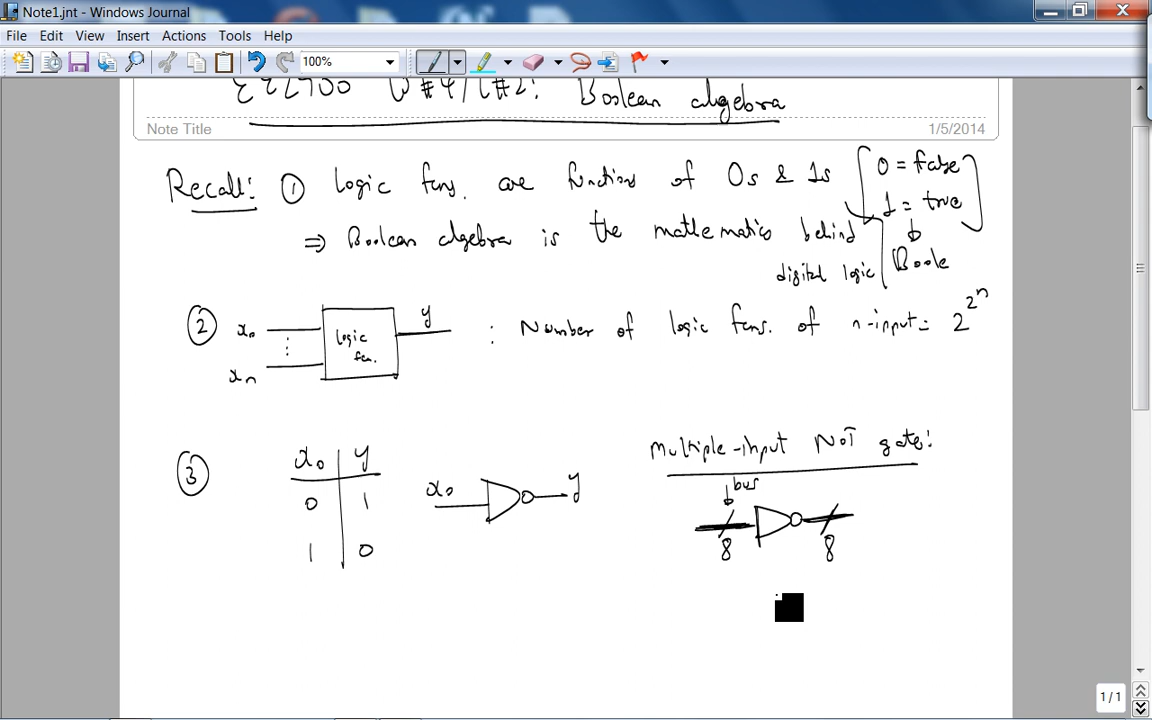 Note1.jnt - Windows Journal
File Edit View Insert Actions Tools Help
100%
Boolean algebra
Note Title
1/5/2014
Recall: ① Logic fcns. are functions of 0s & 1s
0 = false
1 = true
⇒ Boolean algebra is the mathematics behind
digital logic
Boole
② x₀ ⋮ xₙ
logic
fcn.
y
: Number of logic fcns. of n-input = 2^2^n
③
x₀ y
0 1
1 0
x₀ y
Multiple-input NOT gate:
bus
8 8
1 / 1